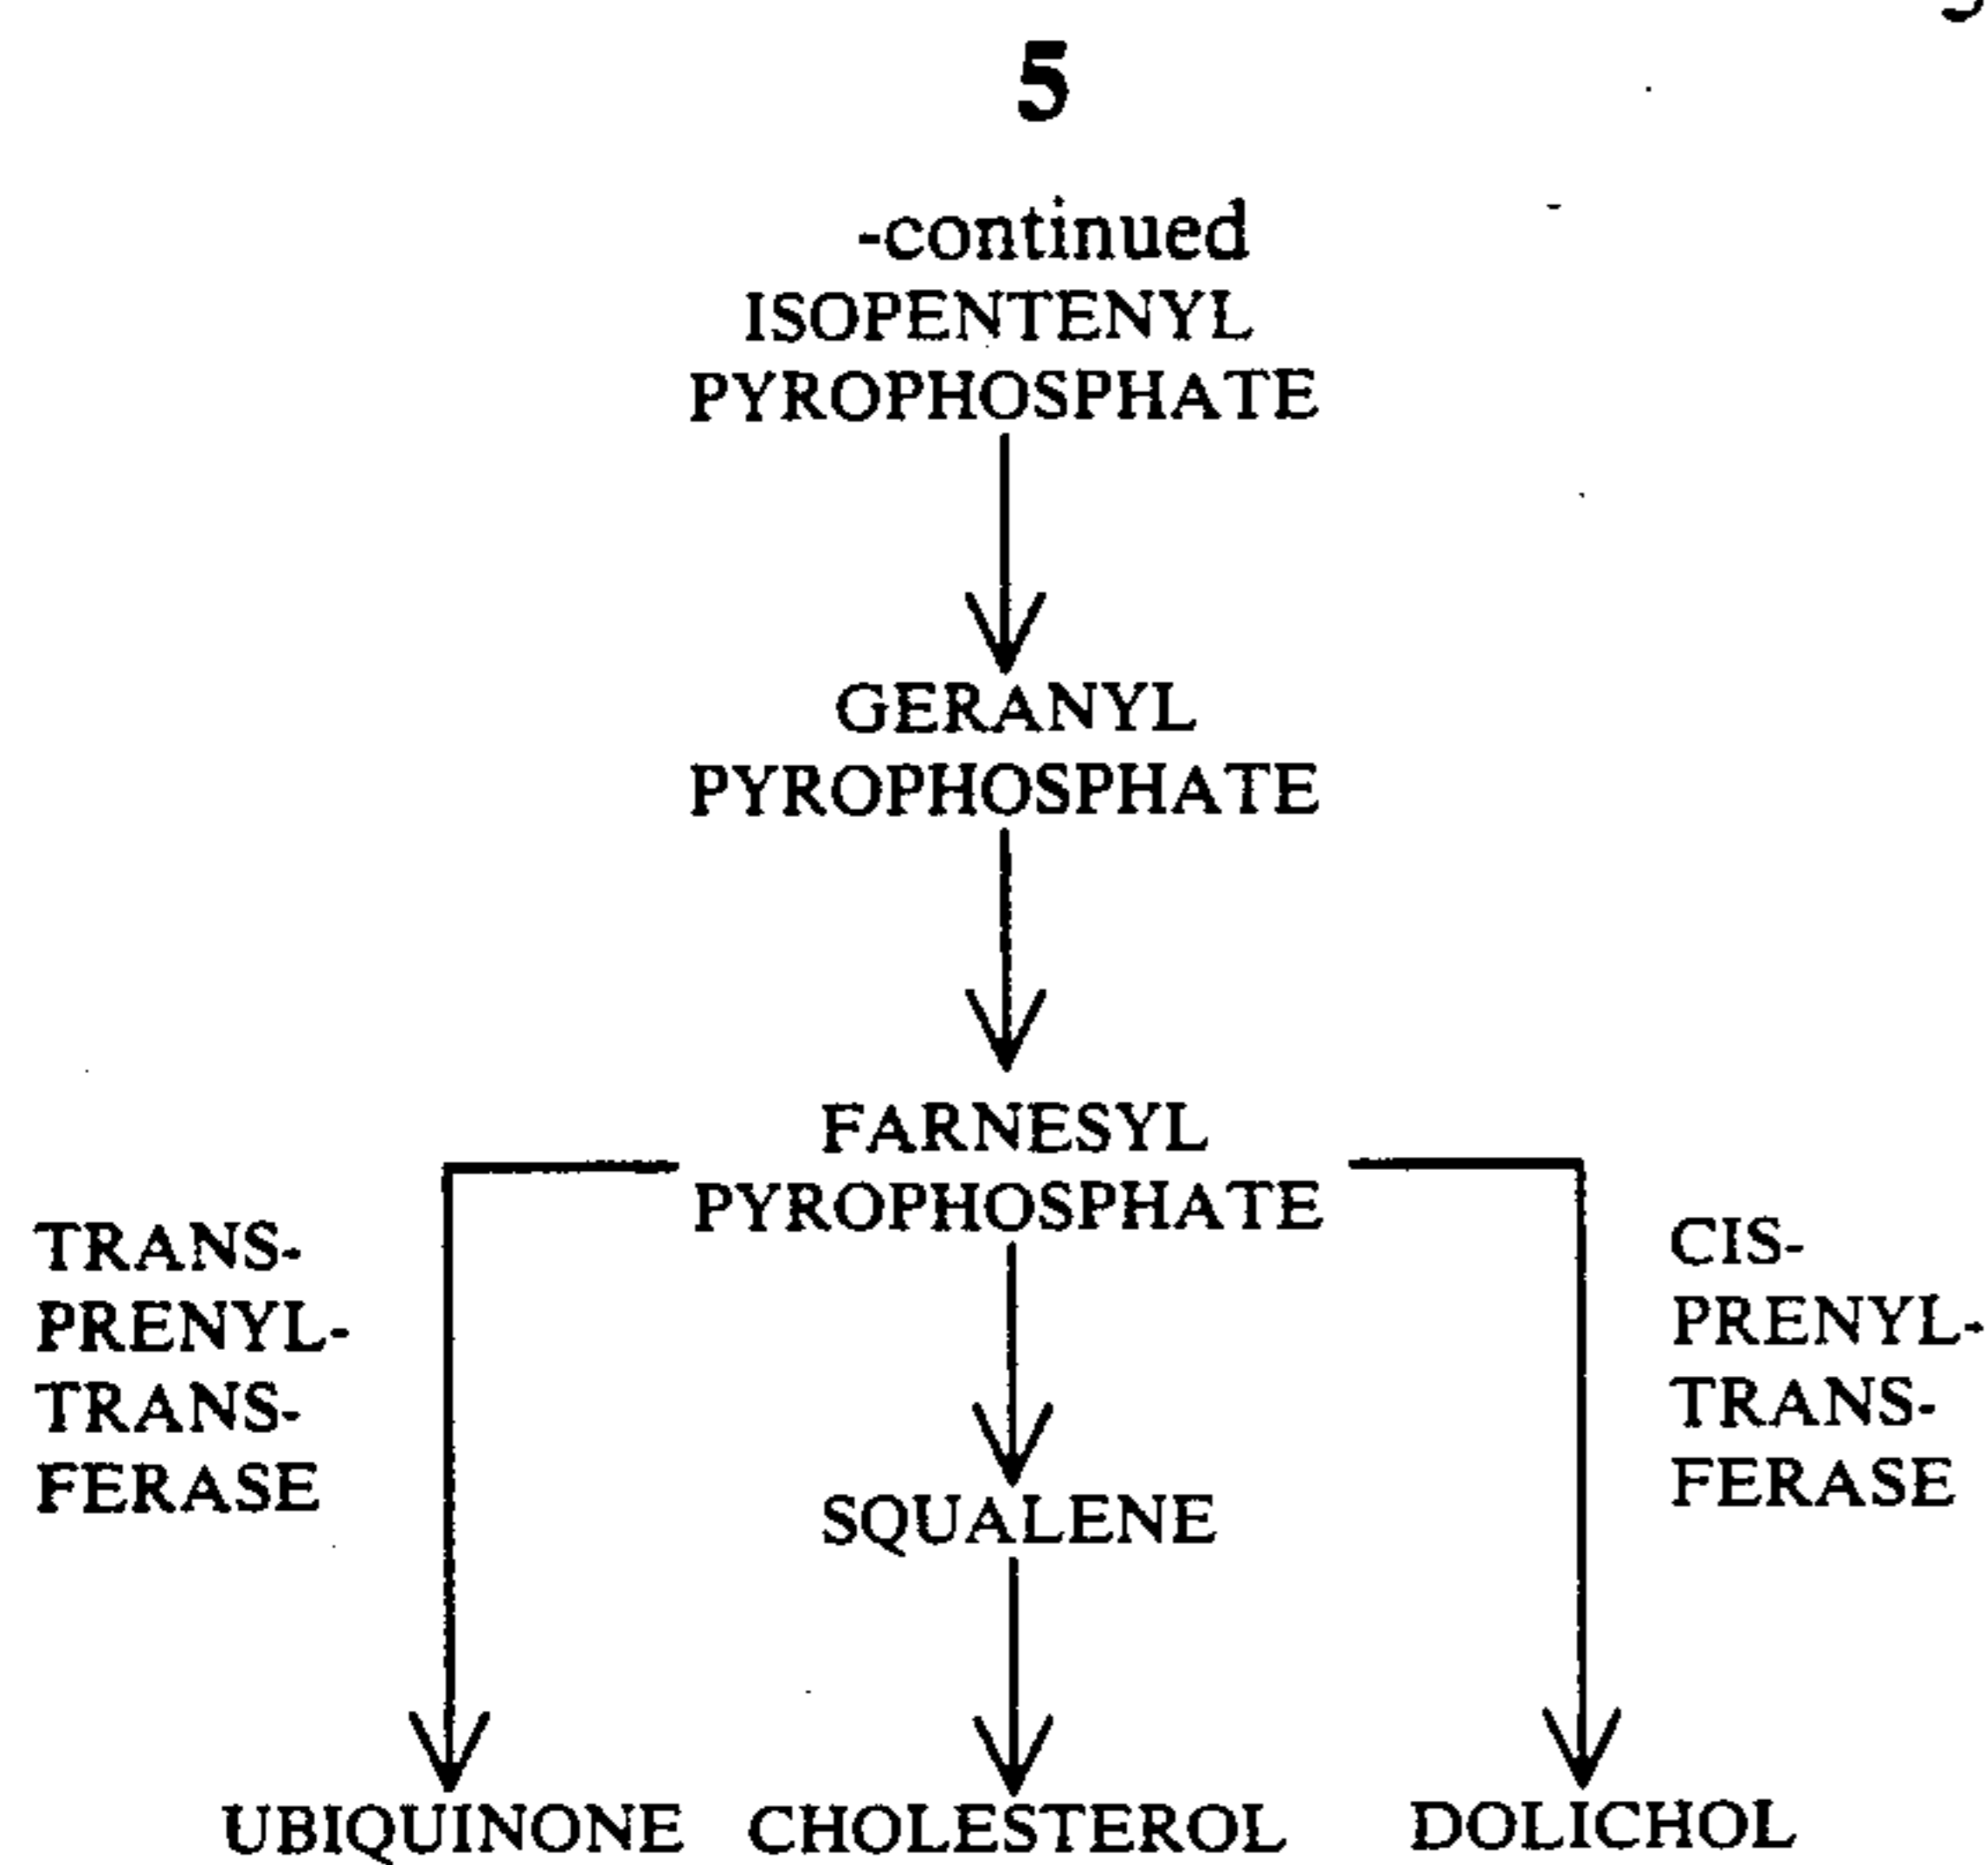 5
-continued
ISOPENTENYL
PYROPHOSPHATE
GERANYL
PYROPHOSPHATE
FARNESYL
PYROPHOSPHATE
TRANS-
PRENYL-
TRANS-
FERASE
CIS-
PRENYL-
TRANS-
FERASE
SQUALENE
UBIQUINONE
CHOLESTEROL
DOLICHOL